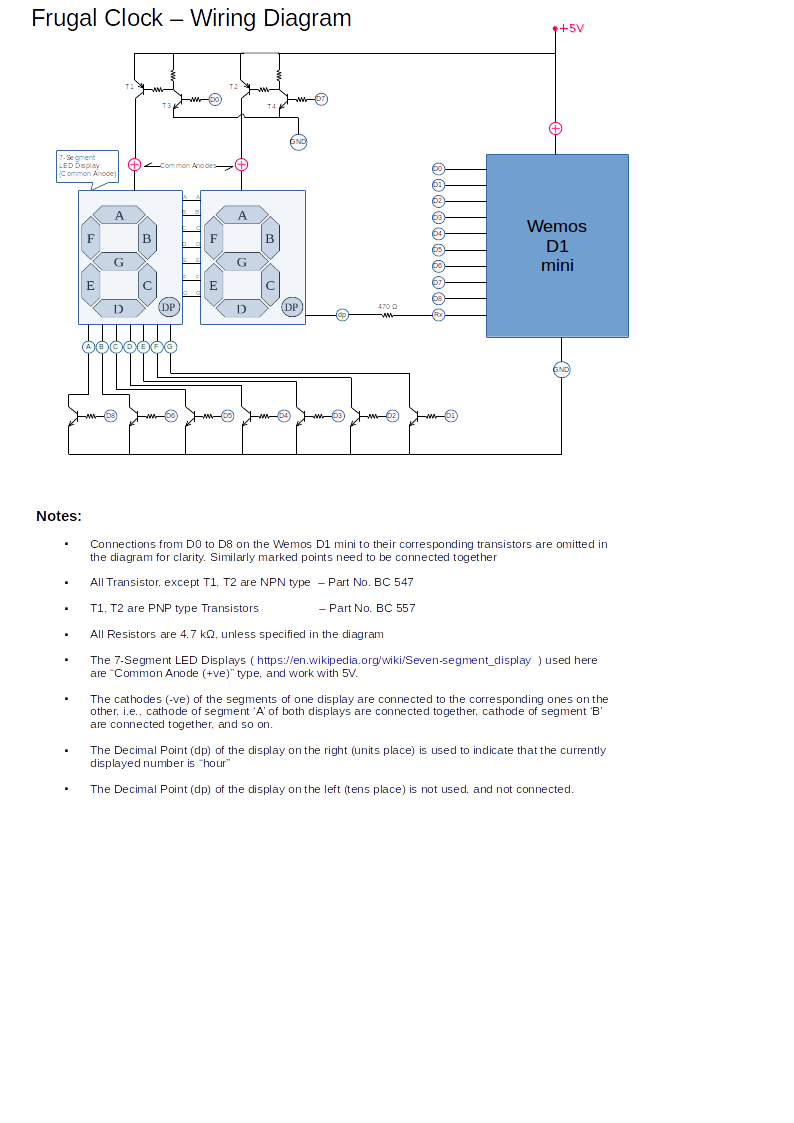 Frugal Clock – Wiring Diagram
+5V
T1
T2
T3
D0
T4
D7
GND
7-Segment
LED Display
(Common Anode)
Common Anodes
A A
B B
C C
D D
E E
F F
G G
A
F B
G
E C
D
DP
A
F B
G
E C
D
DP
D0
D1
D2
D3
D4
D5
D6
D7
D8
Rx
Wemos
D1
mini
dp
470 Ω
A B C D E F G
GND
D8 D6 D5 D4 D3 D2 D1
Notes:
• Connections from D0 to D8 on the Wemos D1 mini to their corresponding transistors are omitted in
the diagram for clarity. Similarly marked points need to be connected together
• All Transistor, except T1, T2 are NPN type – Part No. BC 547
• T1, T2 are PNP type Transistors – Part No. BC 557
• All Resistors are 4.7 kΩ, unless specified in the diagram
• The 7-Segment LED Displays ( https://en.wikipedia.org/wiki/Seven-segment_display ) used here
are “Common Anode (+ve)” type, and work with 5V.
• The cathodes (-ve) of the segments of one display are connected to the corresponding ones on the
other, i.e., cathode of segment ‘A’ of both displays are connected together, cathode of segment ‘B’
are connected together, and so on.
• The Decimal Point (dp) of the display on the right (units place) is used to indicate that the currently
displayed number is “hour”
• The Decimal Point (dp) of the display on the left (tens place) is not used, and not connected.